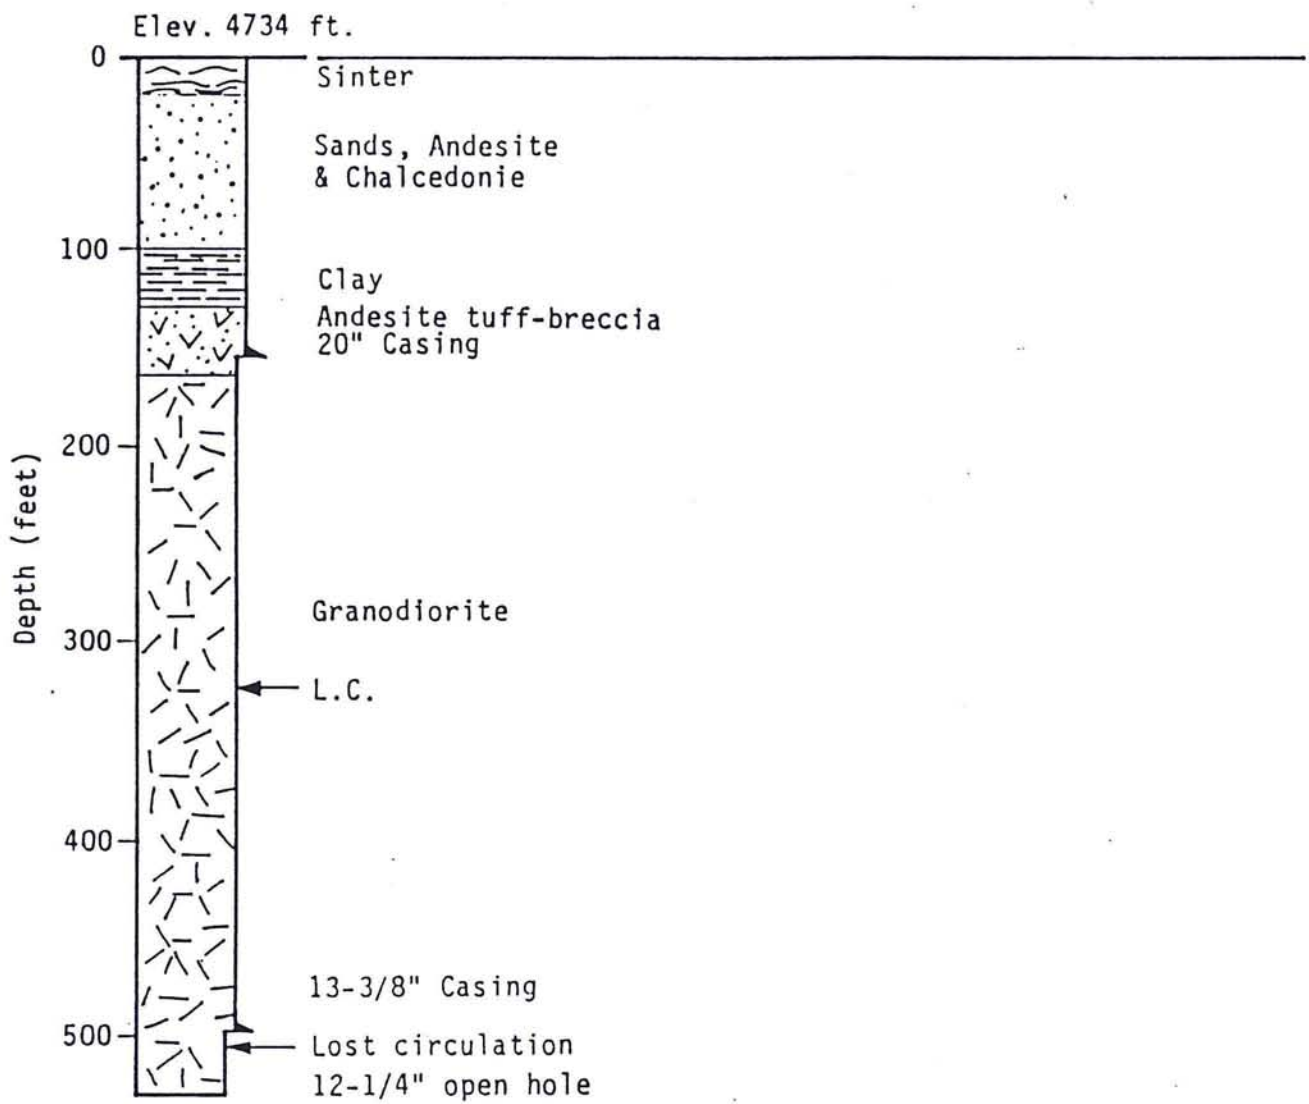 Elev. 4734 ft.
0
Sinter
Sands, Andesite
& Chalcedonie
100
Clay
Andesite tuff-breccia
20" Casing
200
Depth (feet)
Granodiorite
300
L.C.
400
13-3/8" Casing
500
Lost circulation
12-1/4" open hole